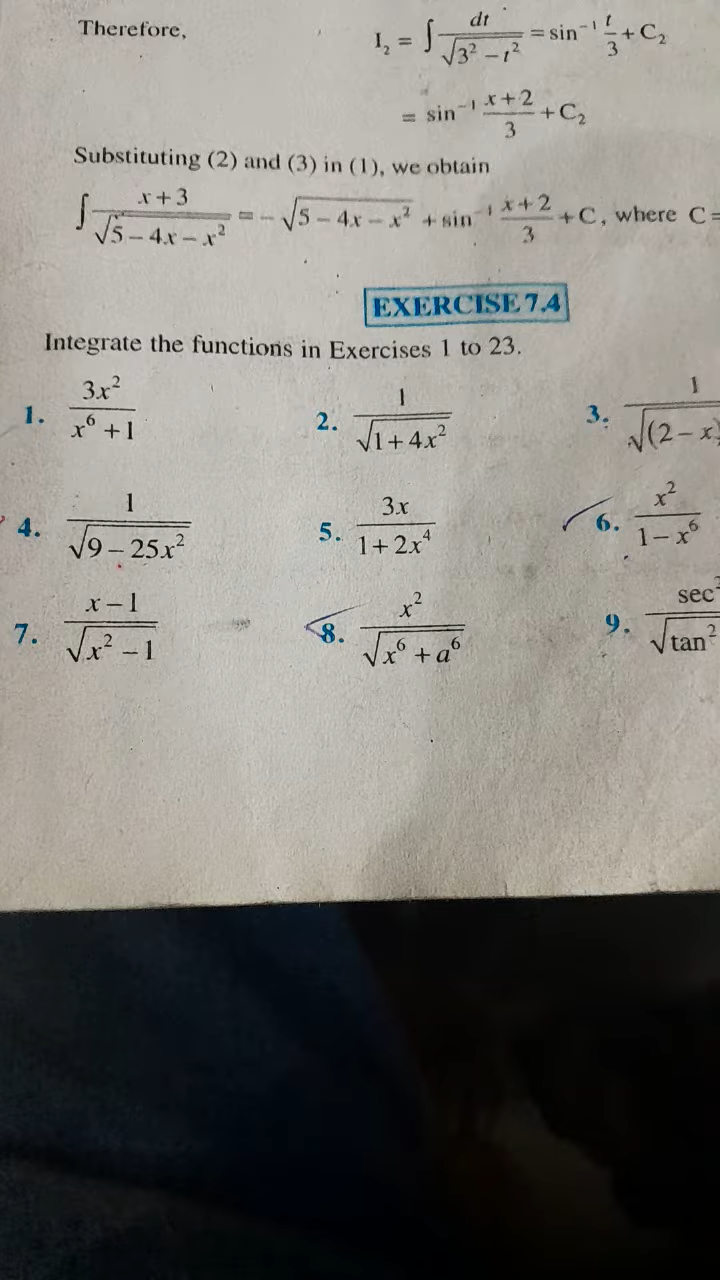 Therefore, I₂ = ∫ dt/√(3² – t²) = sin⁻¹ t/3 + C₂
= sin⁻¹ (x+2)/3 + C₂
Substituting (2) and (3) in (1), we obtain
∫ (x+3)/√(5 – 4x – x²) = – √(5 – 4x – x²) + sin⁻¹ (x+2)/3 + C, where C =
EXERCISE 7.4
Integrate the functions in Exercises 1 to 23.
1. 3x²/(x⁶ + 1) 2. 1/√(1 + 4x²) 3. 1/√((2 – x)
4. 1/√(9 – 25x²) 5. 3x/(1 + 2x⁴) 6. x²/(1 – x⁶)
7. (x – 1)/√(x² – 1) 8. x²/√(x⁶ + a⁶) 9. sec²/√(tan²